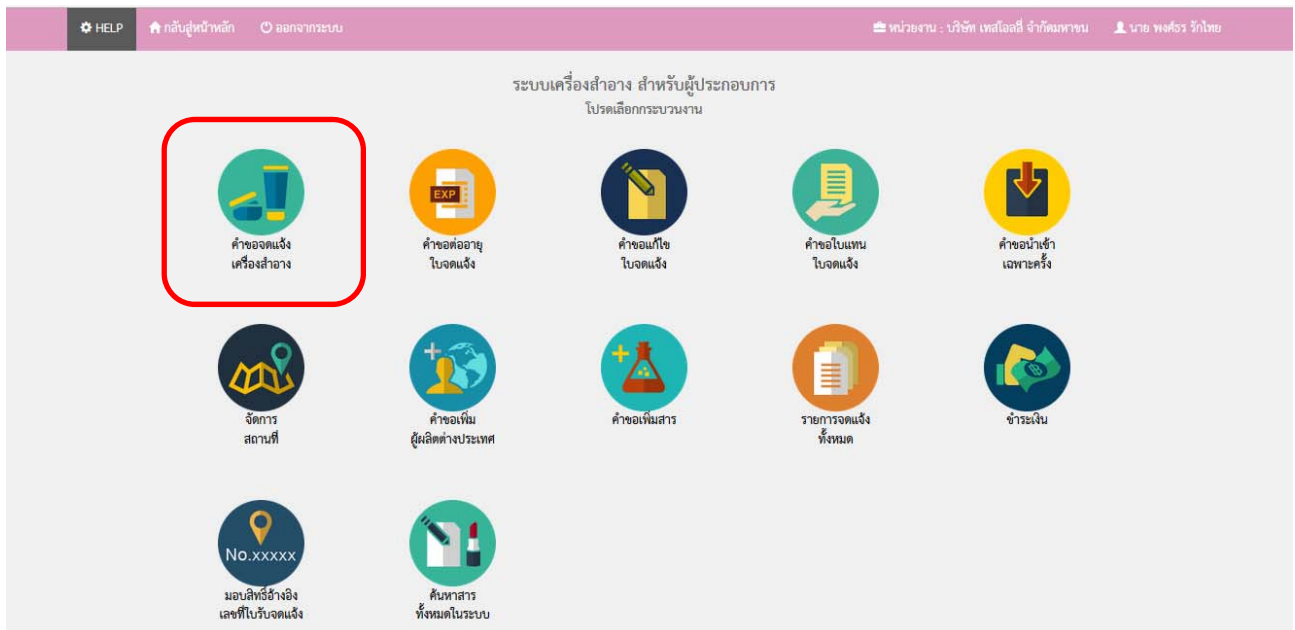 HELP กลับสู่หน้าหลัก ออกจากระบบ หน่วยงาน : บริษัท เทสโอลลี่ จำกัดมหาชน นาย พงศ์ธร รักไทย
ระบบเครื่องสำอาง สำหรับผู้ประกอบการ
โปรดเลือกกระบวนงาน
EXP
คำขอจดแจ้ง
เครื่องสำอาง
คำขอต่ออายุ
ใบจดแจ้ง
คำขอแก้ไข
ใบจดแจ้ง
คำขอใบแทน
ใบจดแจ้ง
คำขอนำเข้า
เฉพาะครั้ง
จัดการ
สถานที่
คำขอเพิ่ม
ผู้ผลิตต่างประเทศ
คำขอเพิ่มสาร
รายการจดแจ้ง
ทั้งหมด
ชำระเงิน
No.xxxxx
มอบสิทธิ์อ้างอิง
เลขที่ใบรับจดแจ้ง
ค้นหาสาร
ทั้งหมดในระบบ